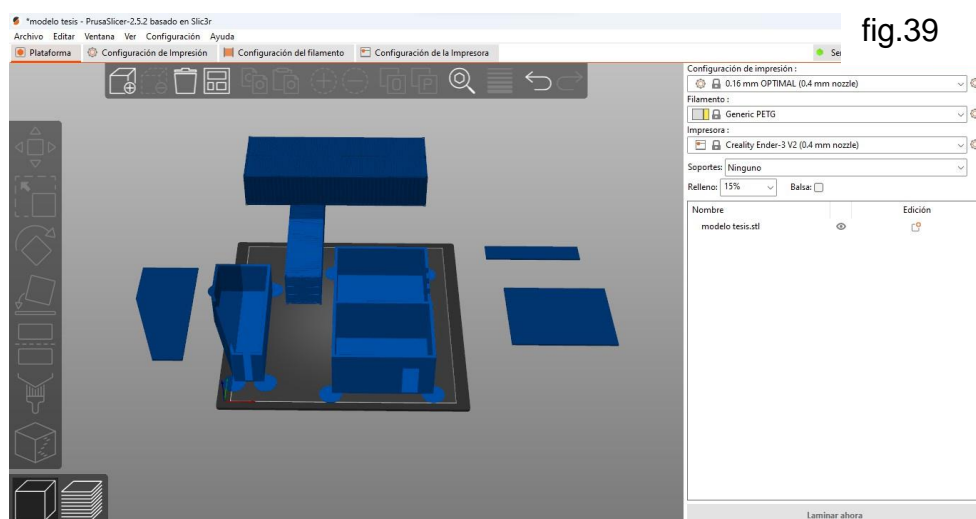 fig.39
*modelo tesis - PrusaSlicer-2.5.2 basado en Slic3r
Archivo Editar Ventana Ver Configuración Ayuda
Plataforma Configuración de Impresión Configuración del filamento Configuración de la Impresora
Configuración de impresión :
0.16 mm OPTIMAL (0.4 mm nozzle)
Filamento :
Generic PETG
Impresora :
Creality Ender-3 V2 (0.4 mm nozzle)
Soportes: Ninguno
Relleno: 15% Balsa:
Nombre Edición
modelo tesis.stl
Laminar ahora